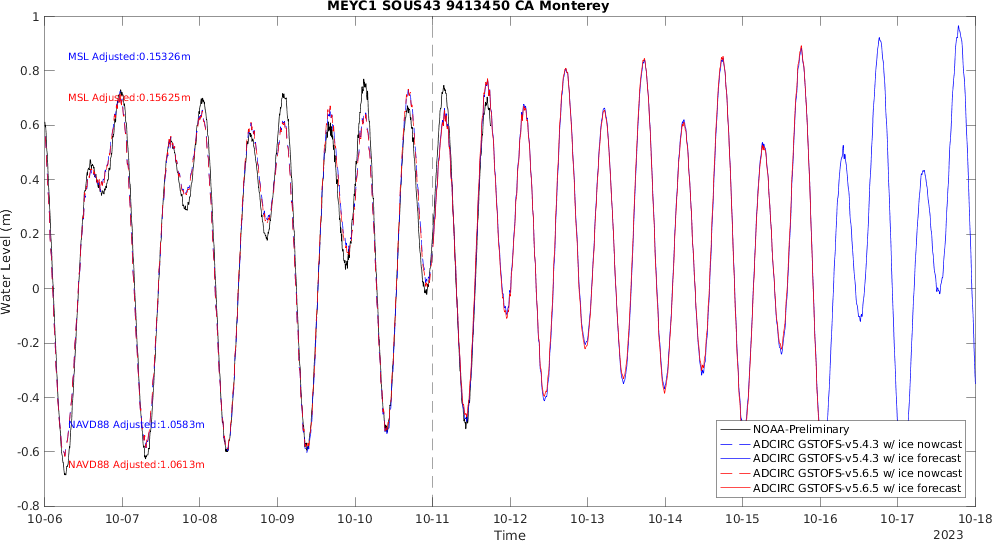 MEYC1 SOUS43 9413450 CA Monterey
1
0.8
0.6
0.4
0.2
0
-0.2
-0.4
-0.6
-0.8
Water Level (m)
MSL Adjusted:0.15326m
MSL Adjusted:0.15625m
NAVD88 Adjusted:1.0583m
NAVD88 Adjusted:1.0613m
NOAA-Preliminary
ADCIRC GSTOFS-v5.4.3 w/ ice nowcast
ADCIRC GSTOFS-v5.4.3 w/ ice forecast
ADCIRC GSTOFS-v5.6.5 w/ ice nowcast
ADCIRC GSTOFS-v5.6.5 w/ ice forecast
10-06 10-07 10-08 10-09 10-10 10-11 10-12 10-13 10-14 10-15 10-16 10-17 10-18
Time
2023